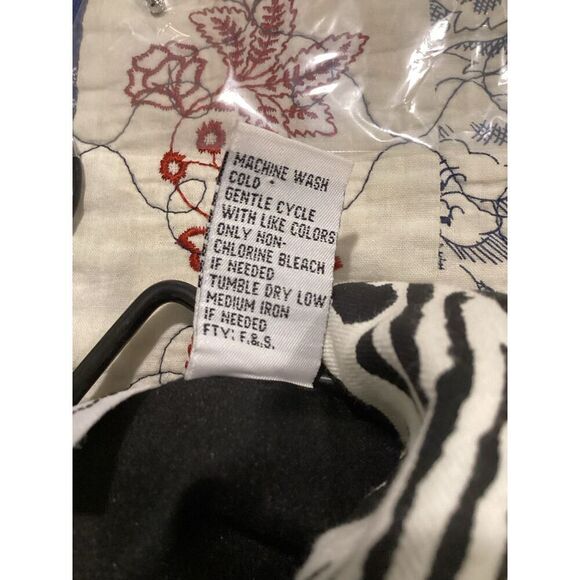 MACHINE WASH
COLD
GENTLE CYCLE
WITH LIKE COLORS
ONLY NON-
CHLORINE BLEACH
IF NEEDED
TUMBLE DRY LOW
MEDIUM IRON
IF NEEDED
FTY: F.&.S.